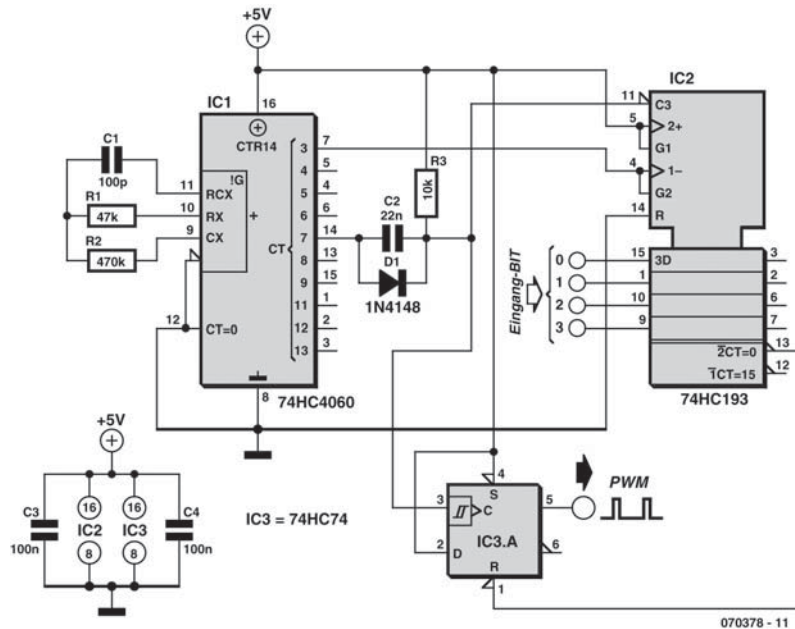 +5V
IC1
16
CTR14
C1
100p
R1
47k
R2
470k
11
10
9
12
RCX
RX
CX
!G
+
CT=0
CT
3
4
5
6
7
8
9
11
12
13
7
5
4
6
14
13
15
1
2
3
8
74HC4060
R3
10k
C2
22n
D1
1N4148
IC2
11
5
4
14
C3
2+
G1
1−
G2
R
Eingang-BIT
0
1
2
3
15
1
10
9
3D
3
2
6
7
2CT=0
13
1CT=15
12
74HC193
+5V
C3
100n
16
IC2
8
16
IC3
8
C4
100n
IC3 = 74HC74
4
S
3
C
2
D
IC3.A
R
1
5
6
PWM
070378 - 11